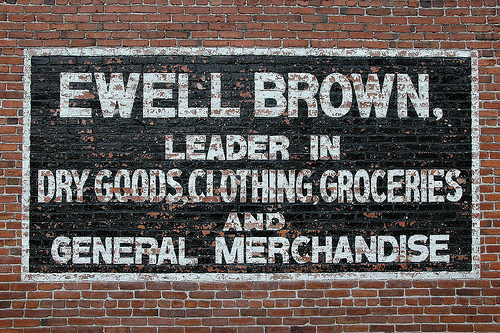 EWELL BROWN,
LEADER IN
DRY GOODS, CLOTHING, GROCERIES
AND
GENERAL MERCHANDISE